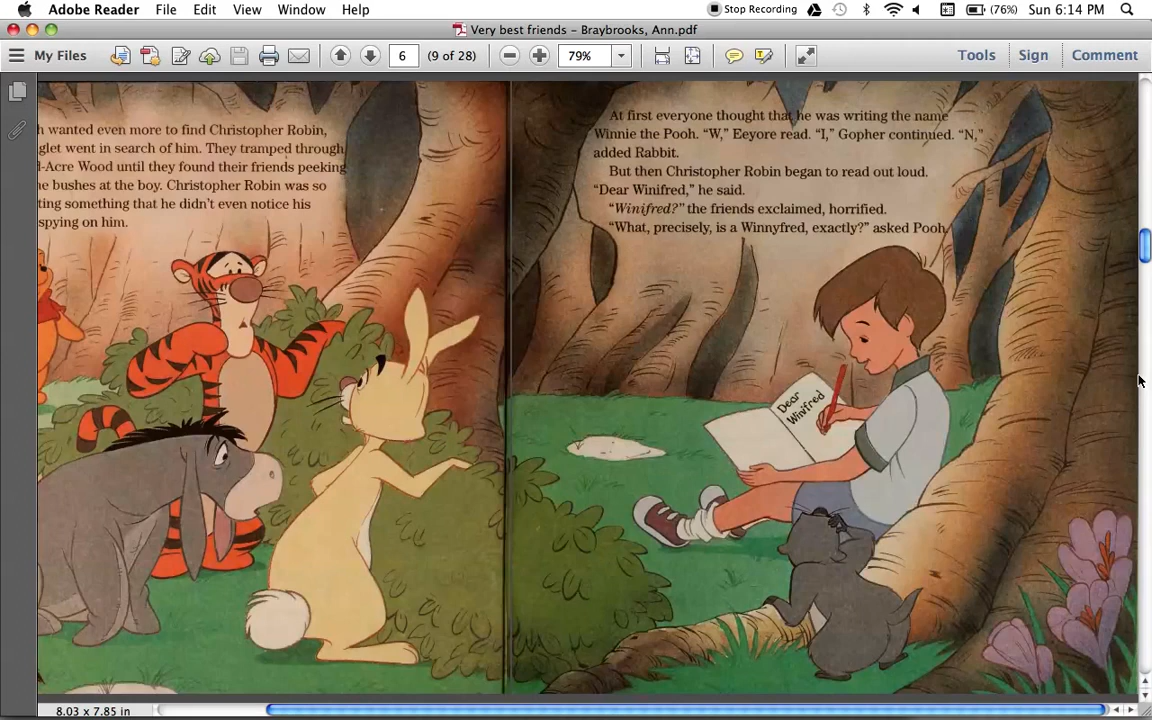 Adobe Reader File Edit View Window Help Stop Recording (76%) Sun 6:14 PM
Very best friends – Braybrooks, Ann.pdf
My Files 6 (9 of 28) 79% Tools Sign Comment
h wanted even more to find Christopher Robin,
glet went in search of him. They tramped through
-Acre Wood until they found their friends peeking
e bushes at the boy. Christopher Robin was so
ting something that he didn't even notice his
spying on him.
At first everyone thought that he was writing the name
Winnie the Pooh. "W," Eeyore read. "I," Gopher continued. "N,"
added Rabbit.
But then Christopher Robin began to read out loud.
"Dear Winifred," he said.
"Winifred?" the friends exclaimed, horrified.
"What, precisely, is a Winnyfred, exactly?" asked Pooh.
Dear
Winifred
8.03 x 7.85 in